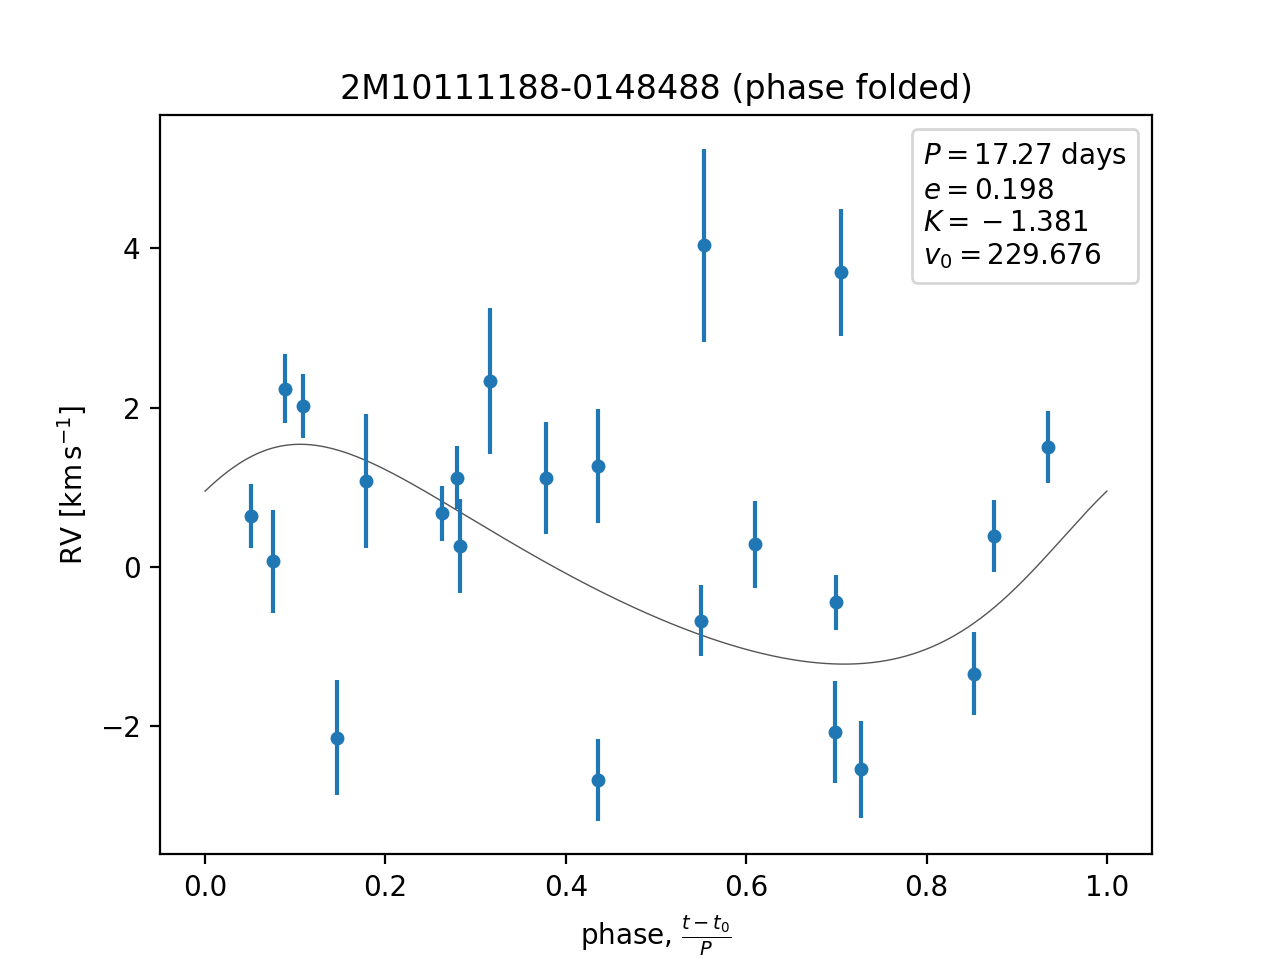 2M10111188-0148488 (phase folded)
P = 17.27 days
e = 0.198
K = −1.381
v₀ = 229.676
RV [km s⁻¹]
4
2
0
−2
0.0 0.2 0.4 0.6 0.8 1.0
phase, (t − t₀)/P